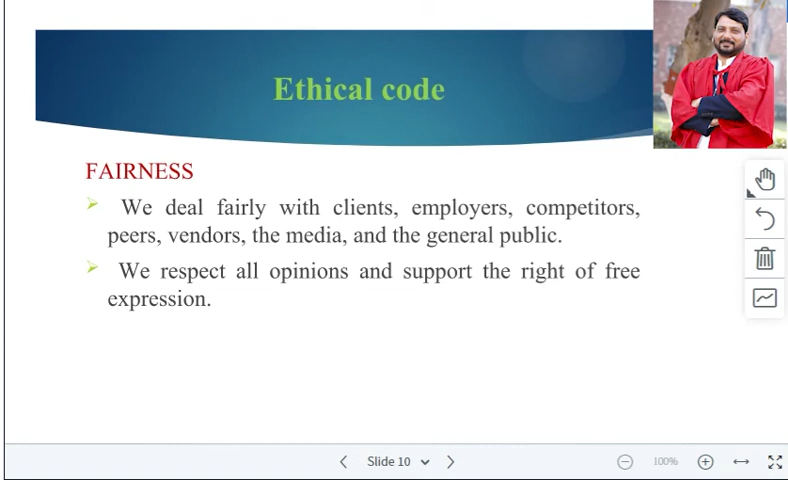 Ethical code
FAIRNESS
We deal fairly with clients, employers, competitors,
peers, vendors, the media, and the general public.
We respect all opinions and support the right of free
expression.
Slide 10
100%